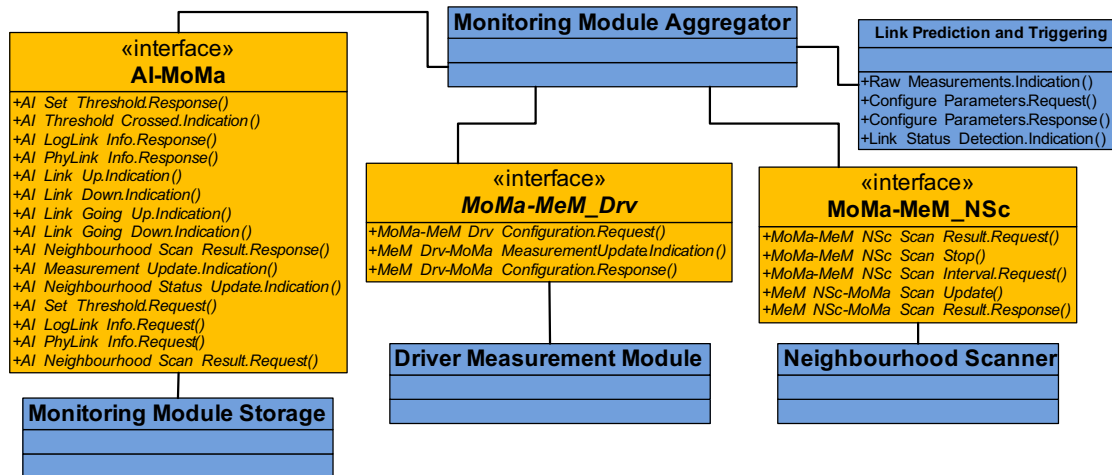 Monitoring Module Aggregator
Link Prediction and Triggering
+Raw Measurements.Indication()
+Configure Parameters.Request()
+Configure Parameters.Response()
+Link Status Detection.Indication()
«interface»
AI-MoMa
+AI Set Threshold.Response()
+AI Threshold Crossed.Indication()
+AI LogLink Info.Response()
+AI PhyLink Info.Response()
+AI Link Up.Indication()
+AI Link Down.Indication()
+AI Link Going Up.Indication()
+AI Link Going Down.Indication()
+AI Neighbourhood Scan Result.Response()
+AI Measurement Update.Indication()
+AI Neighbourhood Status Update.Indication()
+AI Set Threshold.Request()
+AI LogLink Info.Request()
+AI PhyLink Info.Request()
+AI Neighbourhood Scan Result.Request()
«interface»
MoMa-MeM_Drv
+MoMa-MeM Drv Configuration.Request()
+MeM Drv-MoMa MeasurementUpdate.Indication()
+MeM Drv-MoMa Configuration.Response()
«interface»
MoMa-MeM_NSc
+MoMa-MeM NSc Scan Result.Request()
+MoMa-MeM NSc Scan Stop()
+MoMa-MeM NSc Scan Interval.Request()
+MeM NSc-MoMa Scan Update()
+MeM NSc-MoMa Scan Result.Response()
Driver Measurement Module
Neighbourhood Scanner
Monitoring Module Storage